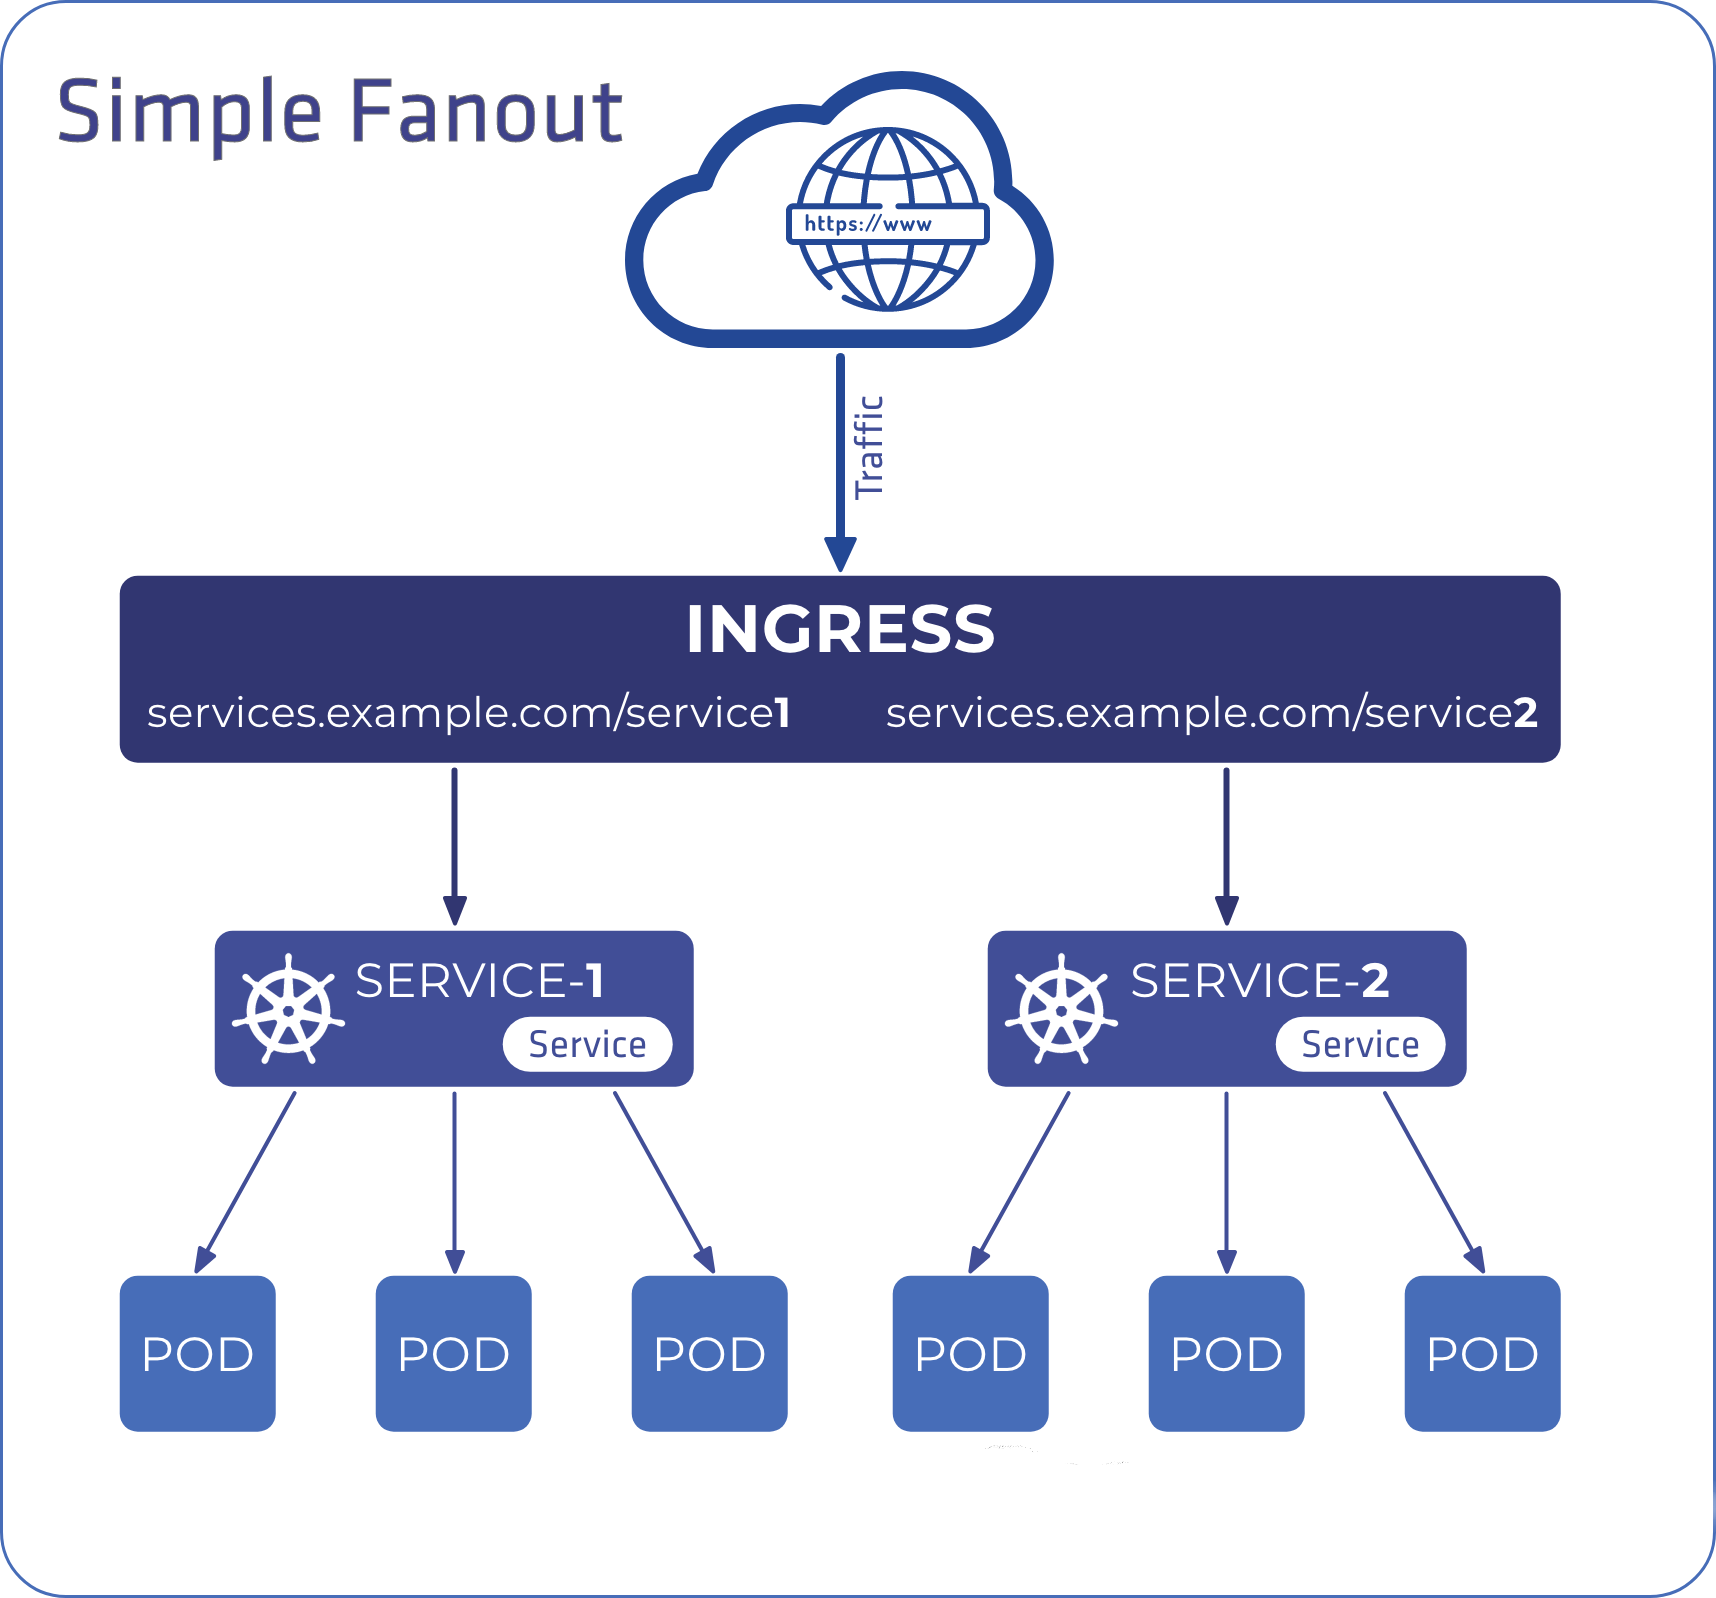 Simple Fanout
https://www
Traffic
INGRESS
services.example.com/service1
services.example.com/service2
SERVICE-1
Service
SERVICE-2
Service
POD
POD
POD
POD
POD
POD